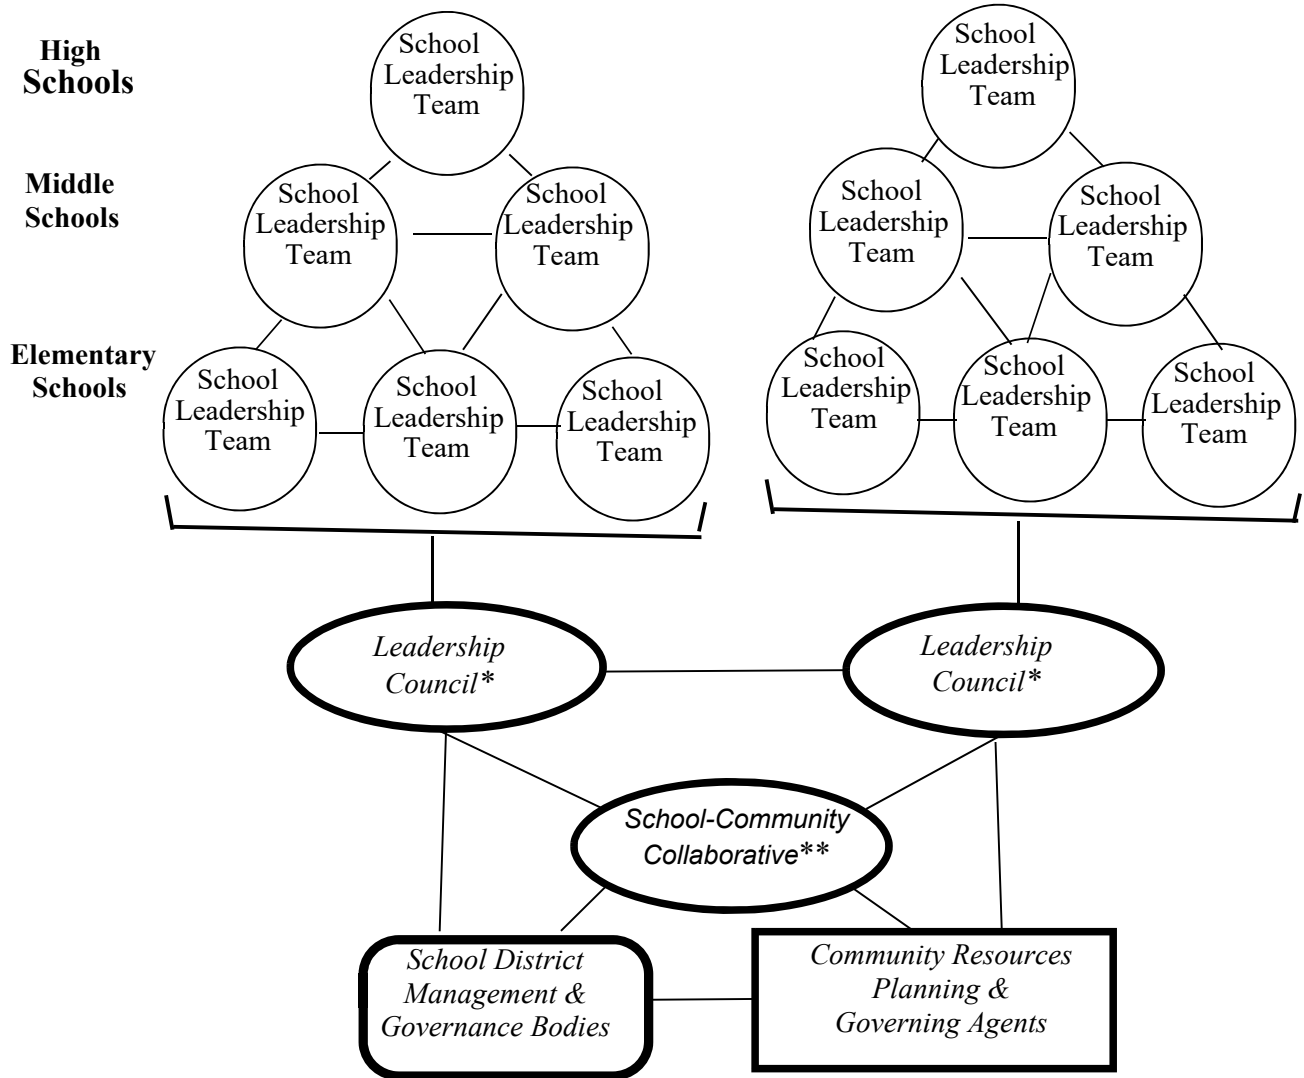 High
Schools
School
Leadership
Team
School
Leadership
Team
Middle
Schools
School
Leadership
Team
School
Leadership
Team
School
Leadership
Team
School
Leadership
Team
Elementary
Schools
School
Leadership
Team
School
Leadership
Team
School
Leadership
Team
School
Leadership
Team
School
Leadership
Team
School
Leadership
Team
Leadership
Council*
Leadership
Council*
School-Community
Collaborative**
School District
Management &
Governance Bodies
Community Resources
Planning &
Governing Agents